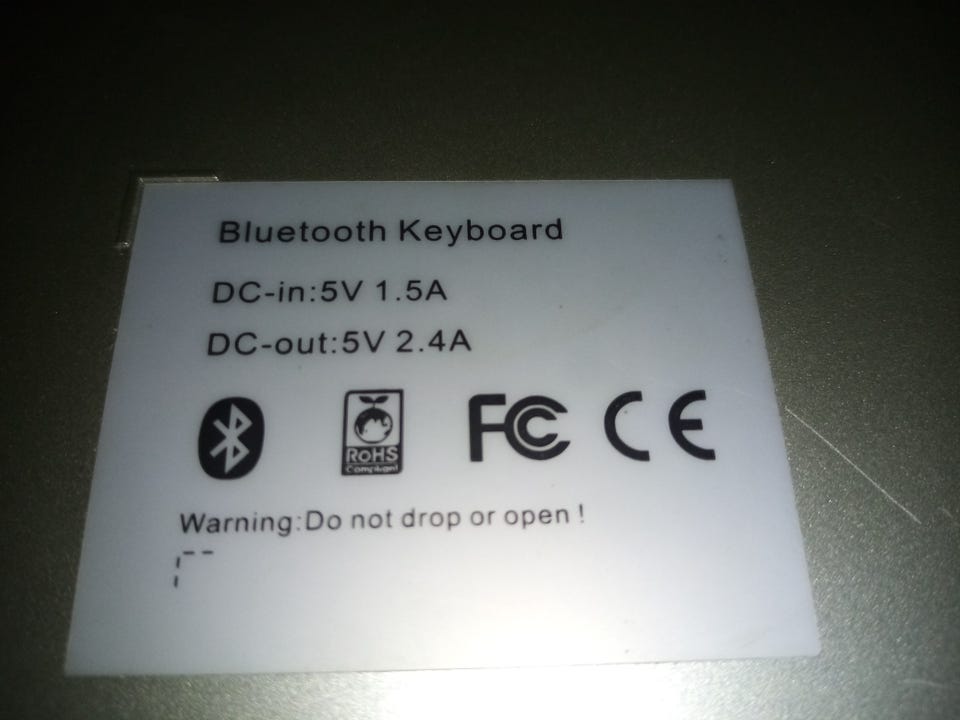 Bluetooth Keyboard
DC-in:5V 1.5A
DC-out:5V 2.4A
RoHS
Compliant
FC CE
Warning:Do not drop or open !